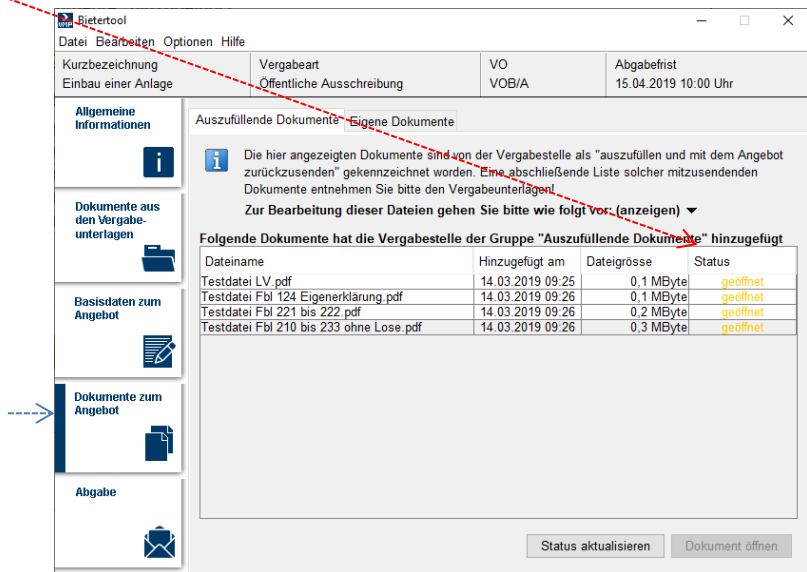 VMP Bietertool
Datei Bearbeiten Optionen Hilfe
Kurzbezeichnung Vergabeart VO Abgabefrist
Einbau einer Anlage Öffentliche Ausschreibung VOB/A 15.04.2019 10:00 Uhr
Allgemeine
Informationen
Dokumente aus
den Vergabe-
unterlagen
Basisdaten zum
Angebot
Dokumente zum
Angebot
Abgabe
Auszufüllende Dokumente Eigene Dokumente
Die hier angezeigten Dokumente sind von der Vergabestelle als "auszufüllen und mit dem Angebot
zurückzusenden" gekennzeichnet worden. Eine abschließende Liste solcher mitzusendenden
Dokumente entnehmen Sie bitte den Vergabeunterlagen!
Zur Bearbeitung dieser Dateien gehen Sie bitte wie folgt vor: (anzeigen)
Folgende Dokumente hat die Vergabestelle der Gruppe "Auszufüllende Dokumente" hinzugefügt
Dateiname Hinzugefügt am Dateigrösse Status
Testdatei LV.pdf 14.03.2019 09:25 0,1 MByte geöffnet
Testdatei Fbl 124 Eigenerklärung.pdf 14.03.2019 09:26 0,1 MByte geöffnet
Testdatei Fbl 221 bis 222.pdf 14.03.2019 09:26 0,2 MByte geöffnet
Testdatei Fbl 210 bis 233 ohne Lose.pdf 14.03.2019 09:26 0,3 MByte geöffnet
Status aktualisieren Dokument öffnen